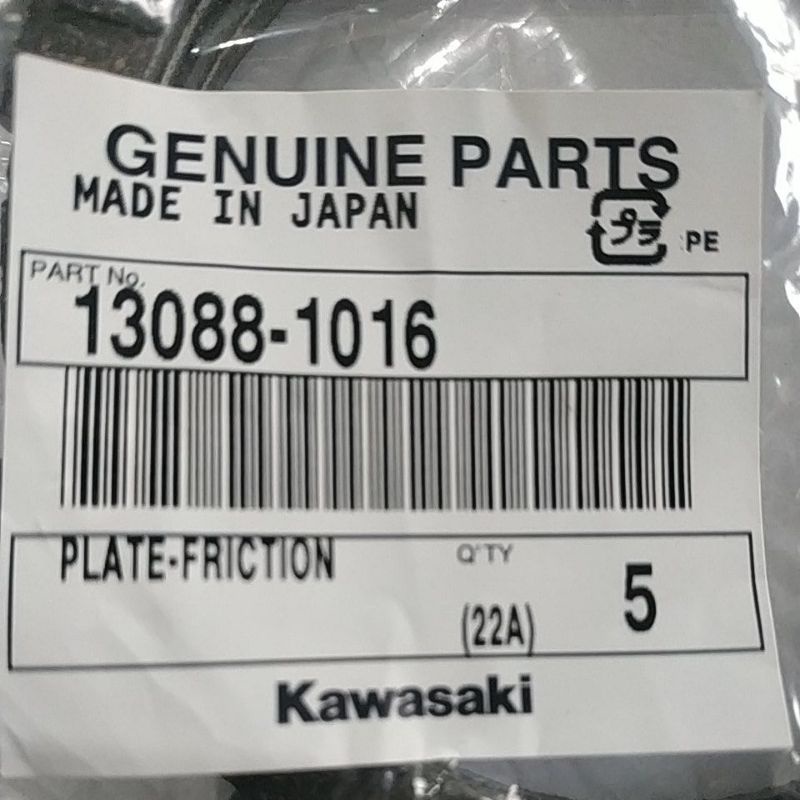 GENUINE PARTS
MADE IN JAPAN
プラ :PE
PART No.
13088-1016
PLATE-FRICTION Q'TY
(22A) 5
Kawasaki